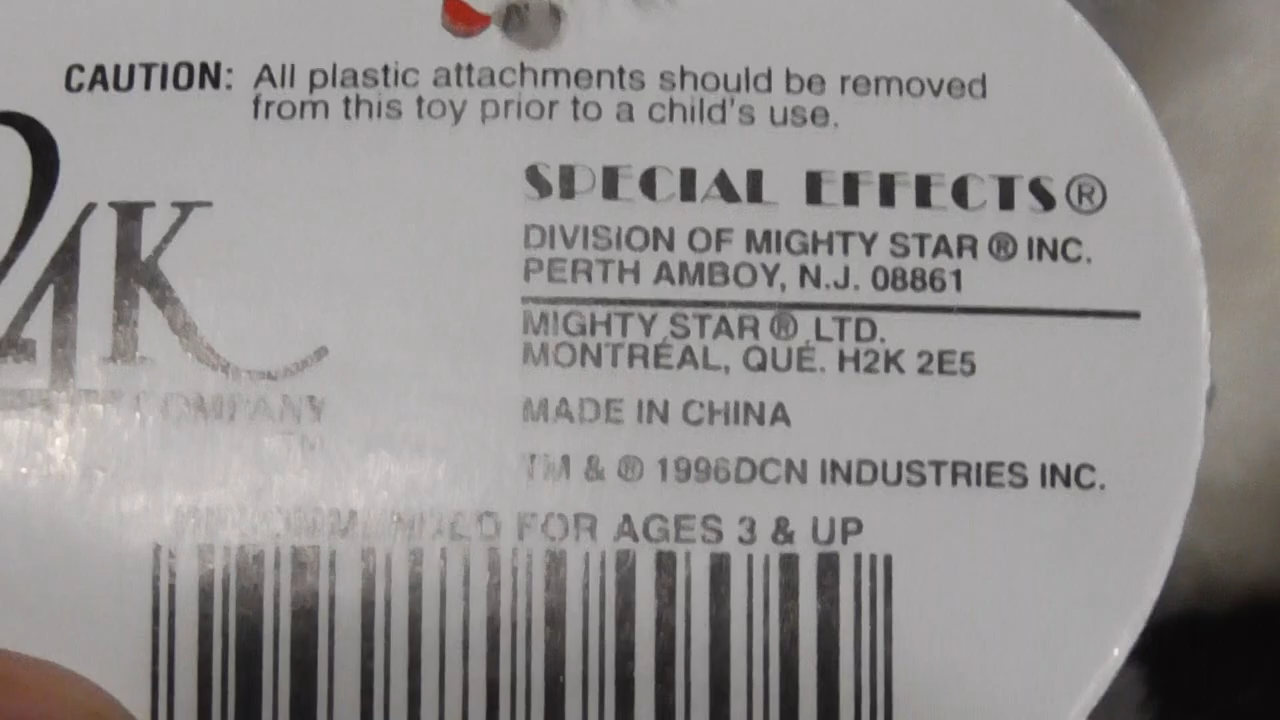 CAUTION: All plastic attachments should be removed
from this toy prior to a child's use.
24K
COMPANY
TM
SPECIAL EFFECTS®
DIVISION OF MIGHTY STAR ® INC.
PERTH AMBOY, N.J. 08861
MIGHTY STAR ® LTD.
MONTRÉAL, QUÉ. H2K 2E5
MADE IN CHINA
TM & ® 1996DCN INDUSTRIES INC.
RECOMMENDED FOR AGES 3 & UP